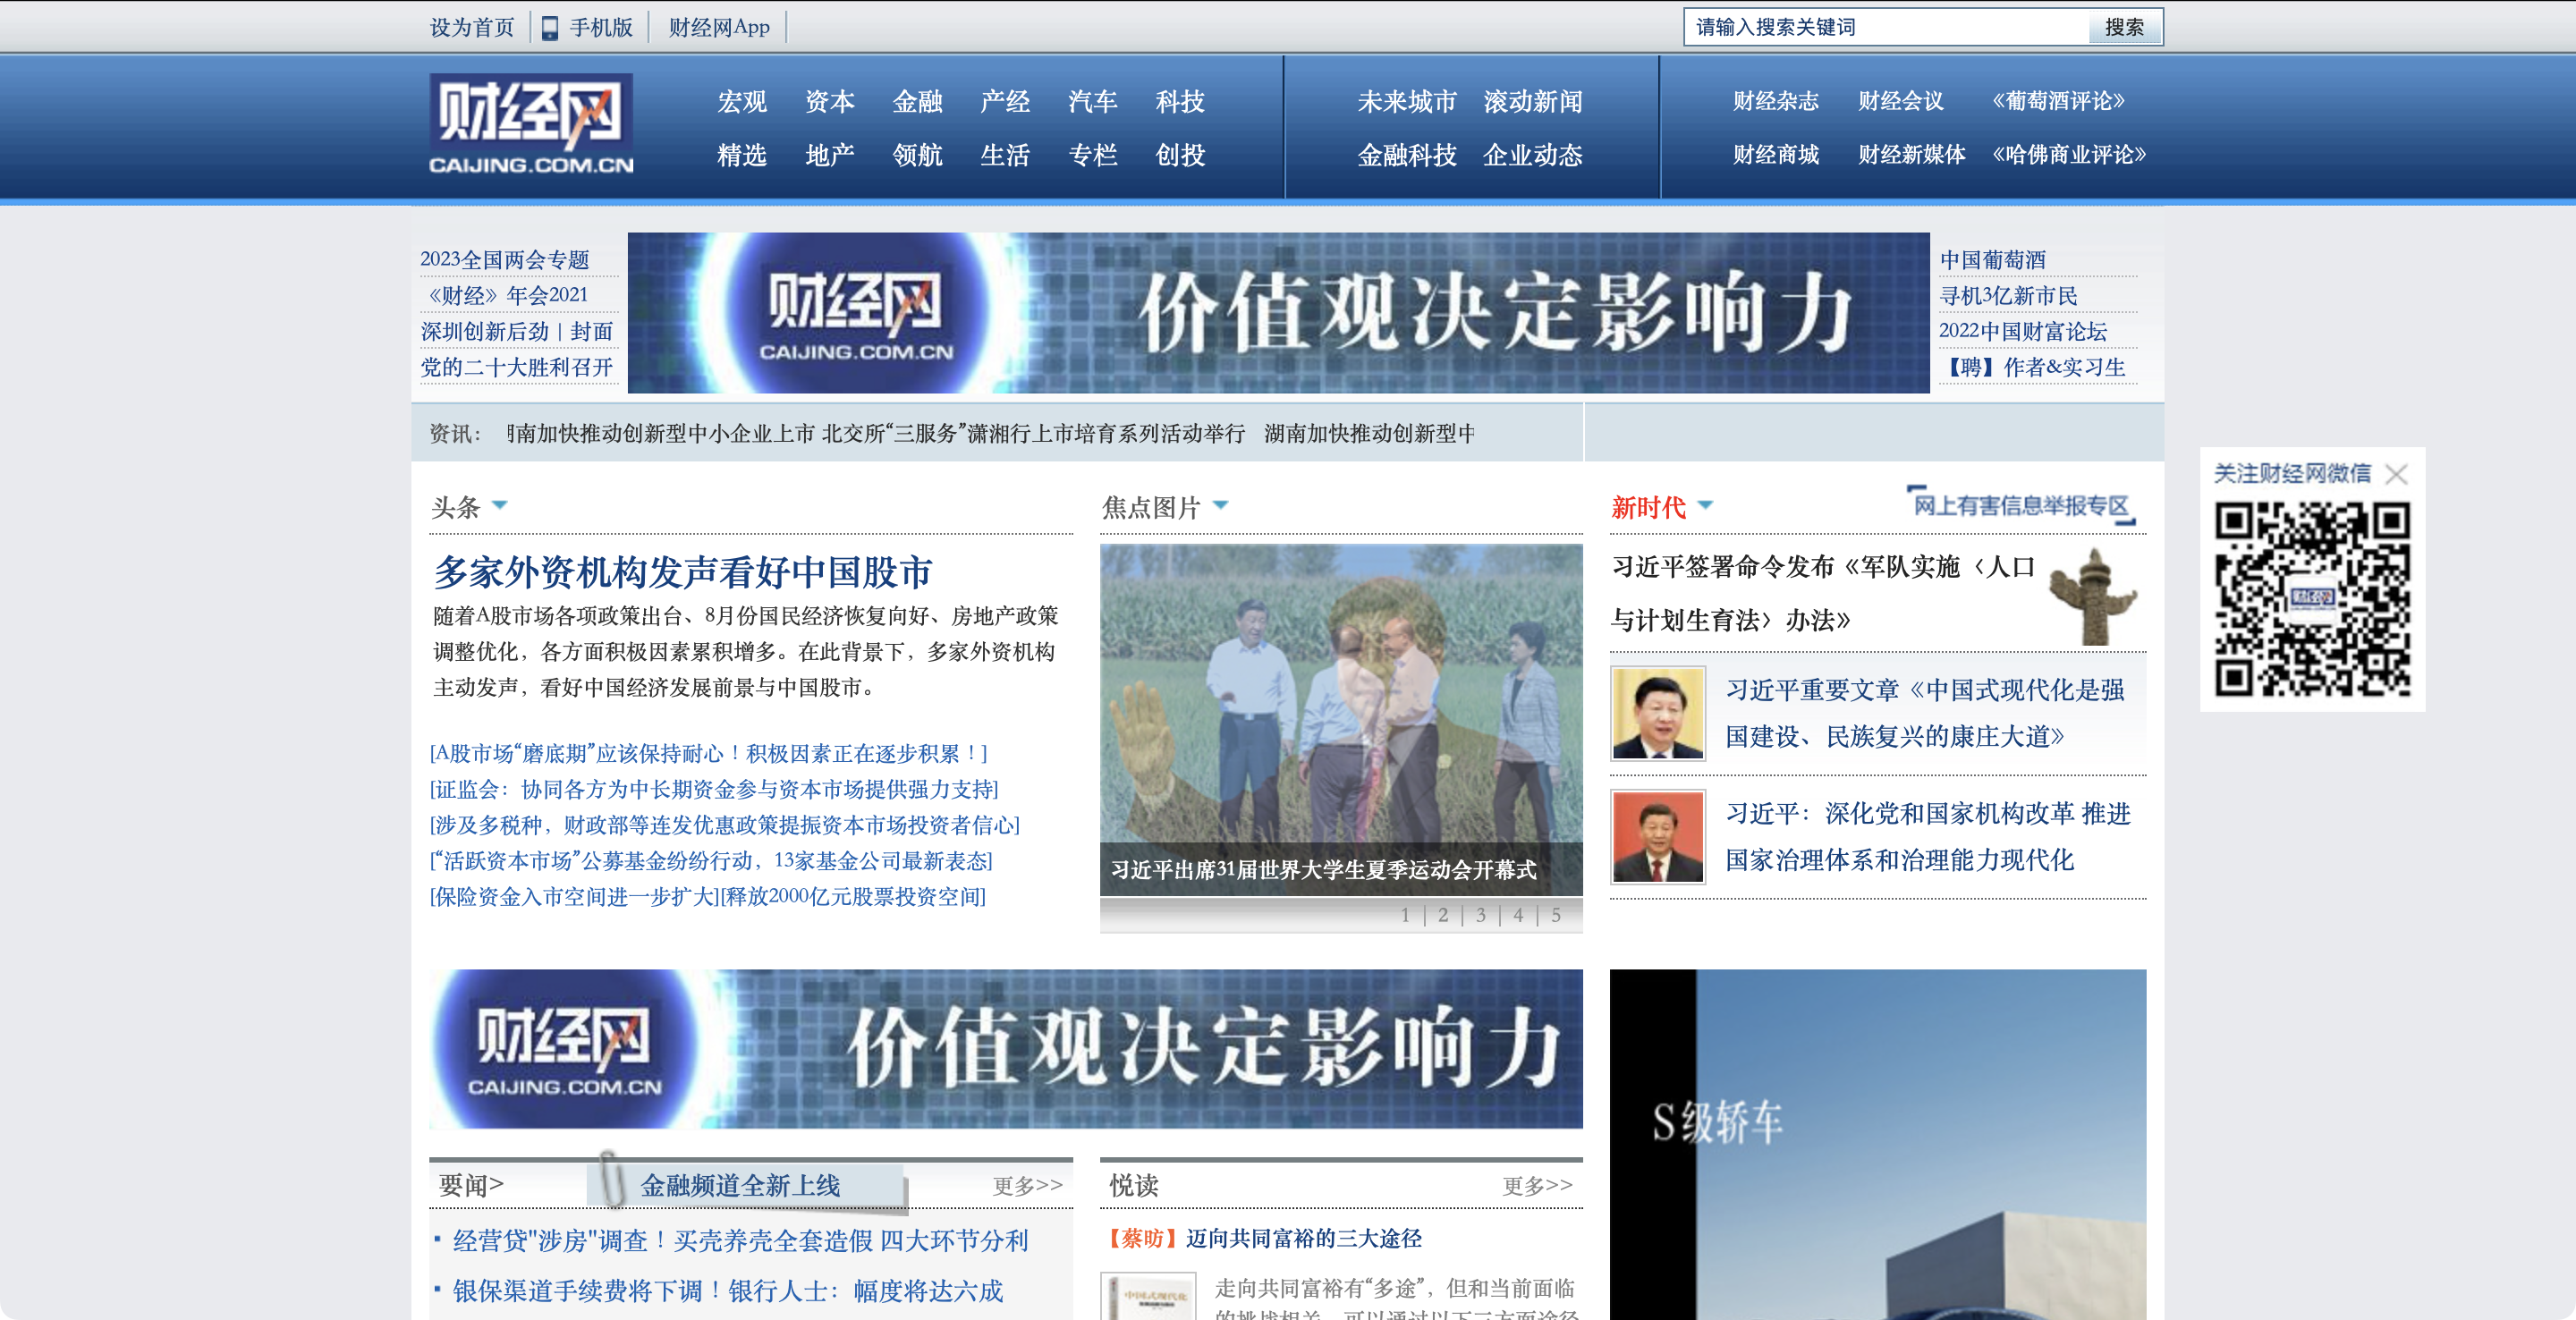 设为首页
手机版
财经网App
请输入搜索关键词
搜索
财经网
CAIJING.COM.CN
宏观 资本 金融 产经 汽车 科技
精选 地产 领航 生活 专栏 创投
未来城市 滚动新闻
金融科技 企业动态
财经杂志 财经会议 《葡萄酒评论》
财经商城 财经新媒体 《哈佛商业评论》
2023全国两会专题
《财经》年会2021
深圳创新后劲 | 封面
党的二十大胜利召开
财经网
CAIJING.COM.CN
价值观决定影响力
中国葡萄酒
寻机3亿新市民
2022中国财富论坛
【聘】作者&实习生
资讯： 南加快推动创新型中小企业上市 北交所“三服务”潇湘行上市培育系列活动举行 湖南加快推动创新型中
关注财经网微信
财经网
头条
多家外资机构发声看好中国股市
随着A股市场各项政策出台、8月份国民经济恢复向好、房地产政策
调整优化，各方面积极因素累积增多。在此背景下，多家外资机构
主动发声，看好中国经济发展前景与中国股市。
[A股市场“磨底期”应该保持耐心！积极因素正在逐步积累！]
[证监会：协同各方为中长期资金参与资本市场提供强力支持]
[涉及多税种，财政部等连发优惠政策提振资本市场投资者信心]
[“活跃资本市场”公募基金纷纷行动，13家基金公司最新表态]
[保险资金入市空间进一步扩大][释放2000亿元股票投资空间]
焦点图片
习近平出席31届世界大学生夏季运动会开幕式
1 | 2 | 3 | 4 | 5
新时代
网上有害信息举报专区
习近平签署命令发布《军队实施〈人口
与计划生育法〉办法》
习近平重要文章《中国式现代化是强
国建设、民族复兴的康庄大道》
习近平：深化党和国家机构改革 推进
国家治理体系和治理能力现代化
财经网
CAIJING.COM.CN
价值观决定影响力
S级轿车
要闻>
金融频道全新上线
更多>>
经营贷"涉房"调查！买壳养壳全套造假 四大环节分利
银保渠道手续费将下调！银行人士：幅度将达六成
悦读
更多>>
【蔡昉】迈向共同富裕的三大途径
中国式现代化
走向共同富裕有“多途”，但和当前面临
的挑战相关，可以通过以下三方面途径